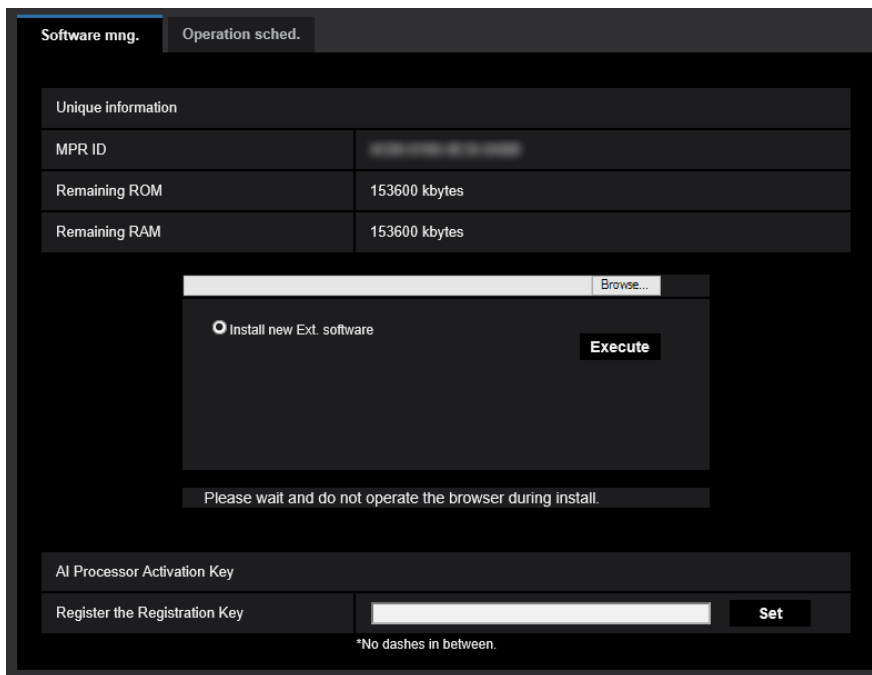 Software mng. Operation sched.
Unique information
MPR ID
Remaining ROM 153600 kbytes
Remaining RAM 153600 kbytes
Browse...
Install new Ext. software
Execute
Please wait and do not operate the browser during install.
AI Processor Activation Key
Register the Registration Key Set
*No dashes in between.